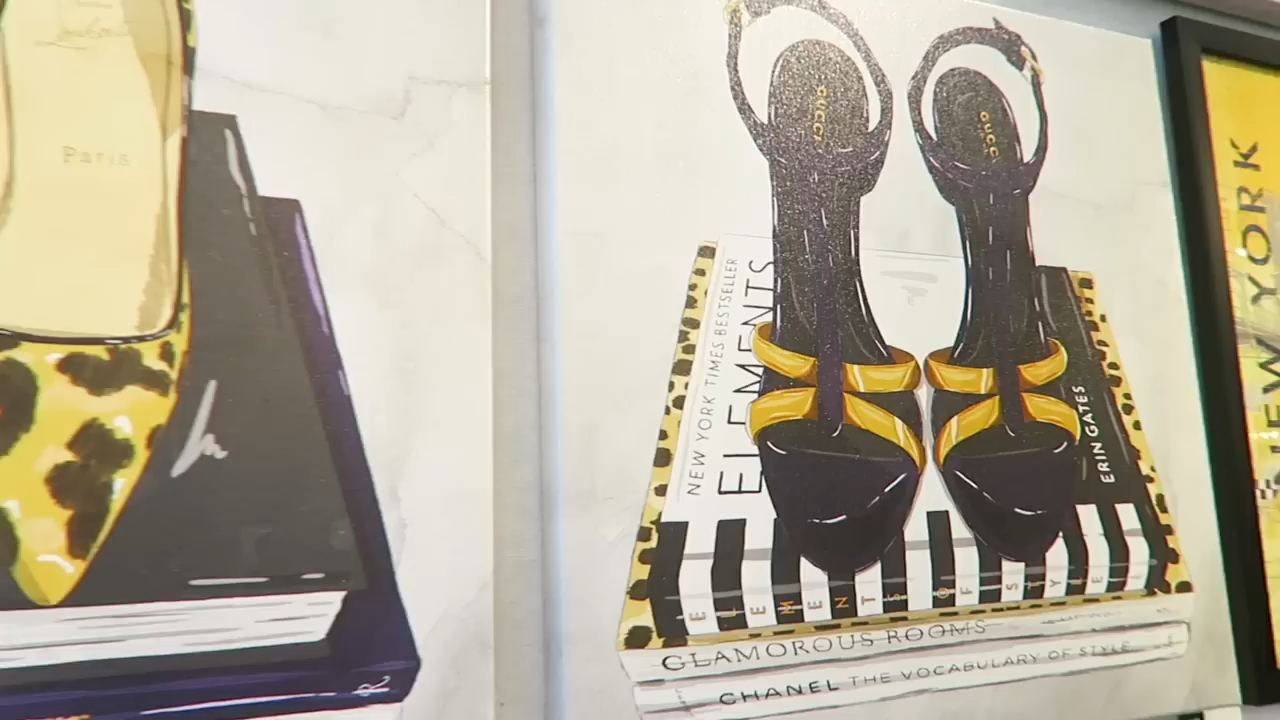 Paris
GUCCI
GUCCI
NEW YORK TIMES BESTSELLER
ELEMENTS
ERIN GATES
ELEMENTS OF STYLE
GLAMOROUS ROOMS
CHANEL THE VOCABULARY OF STYLE
NEW YORK
R